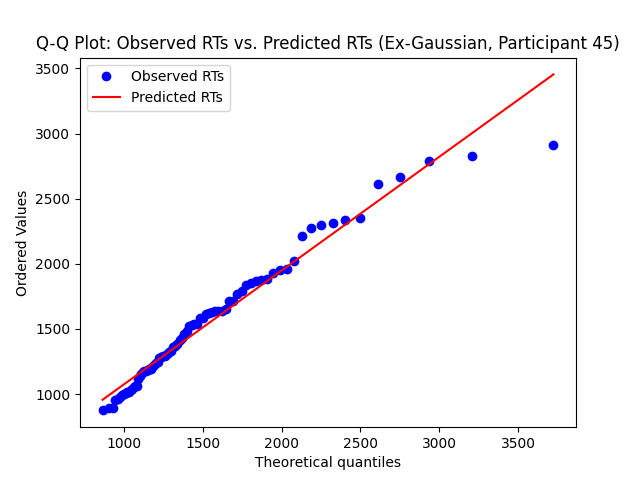 Q-Q Plot: Observed RTs vs. Predicted RTs (Ex-Gaussian, Participant 45)
Observed RTs
Predicted RTs
Ordered Values
3500
3000
2500
2000
1500
1000
1000 1500 2000 2500 3000 3500
Theoretical quantiles